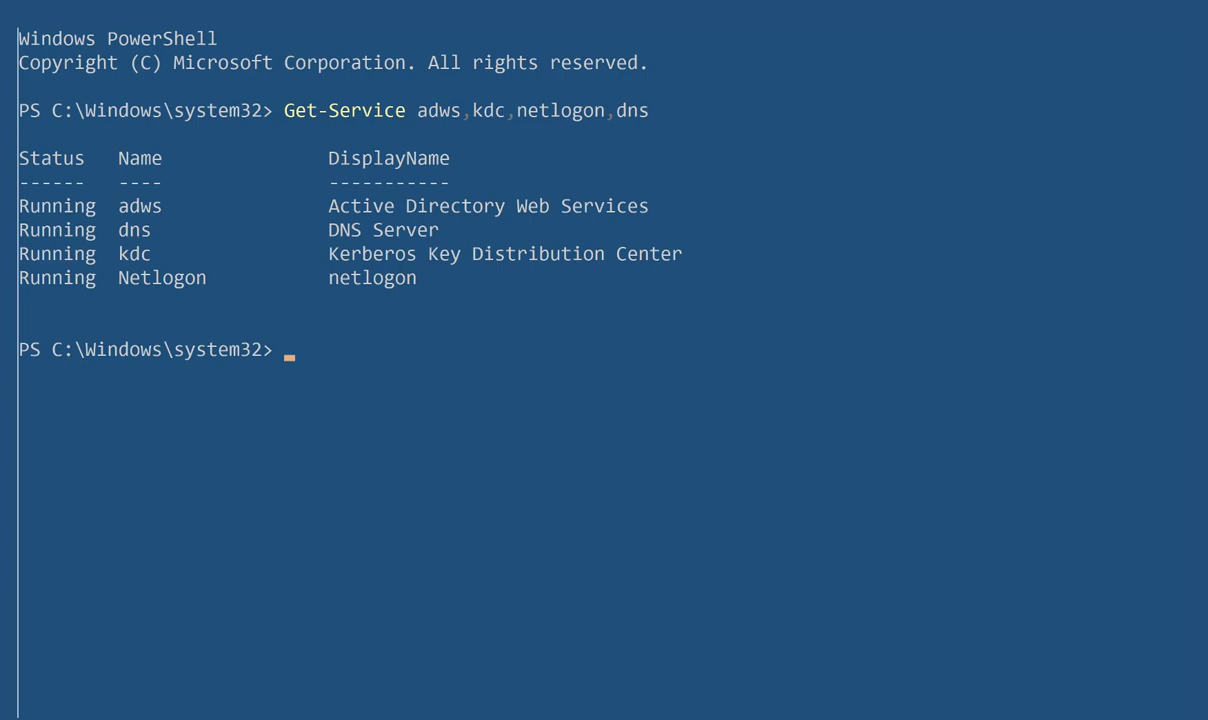 Windows PowerShell
Copyright (C) Microsoft Corporation. All rights reserved.
PS C:\Windows\system32> Get-Service adws,kdc,netlogon,dns
Status   Name               DisplayName
------   ----               -----------
Running  adws               Active Directory Web Services
Running  dns                DNS Server
Running  kdc                Kerberos Key Distribution Center
Running  Netlogon           netlogon
PS C:\Windows\system32>